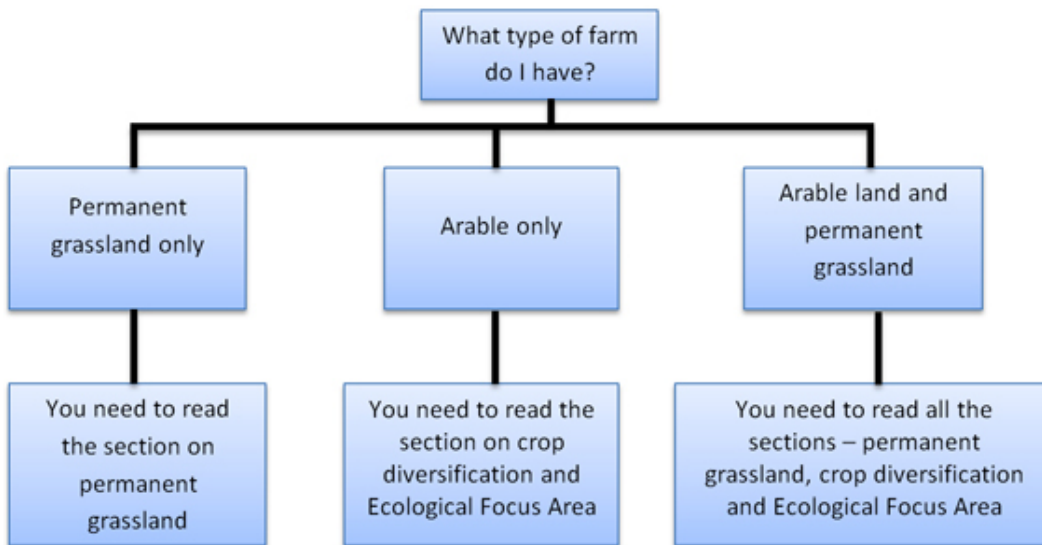 What type of farm
do I have?
Permanent
grassland only
Arable only
Arable land and
permanent
grassland
You need to read
the section on
permanent
grassland
You need to read the
section on crop
diversification and
Ecological Focus Area
You need to read all the
sections – permanent
grassland, crop diversification
and Ecological Focus Area